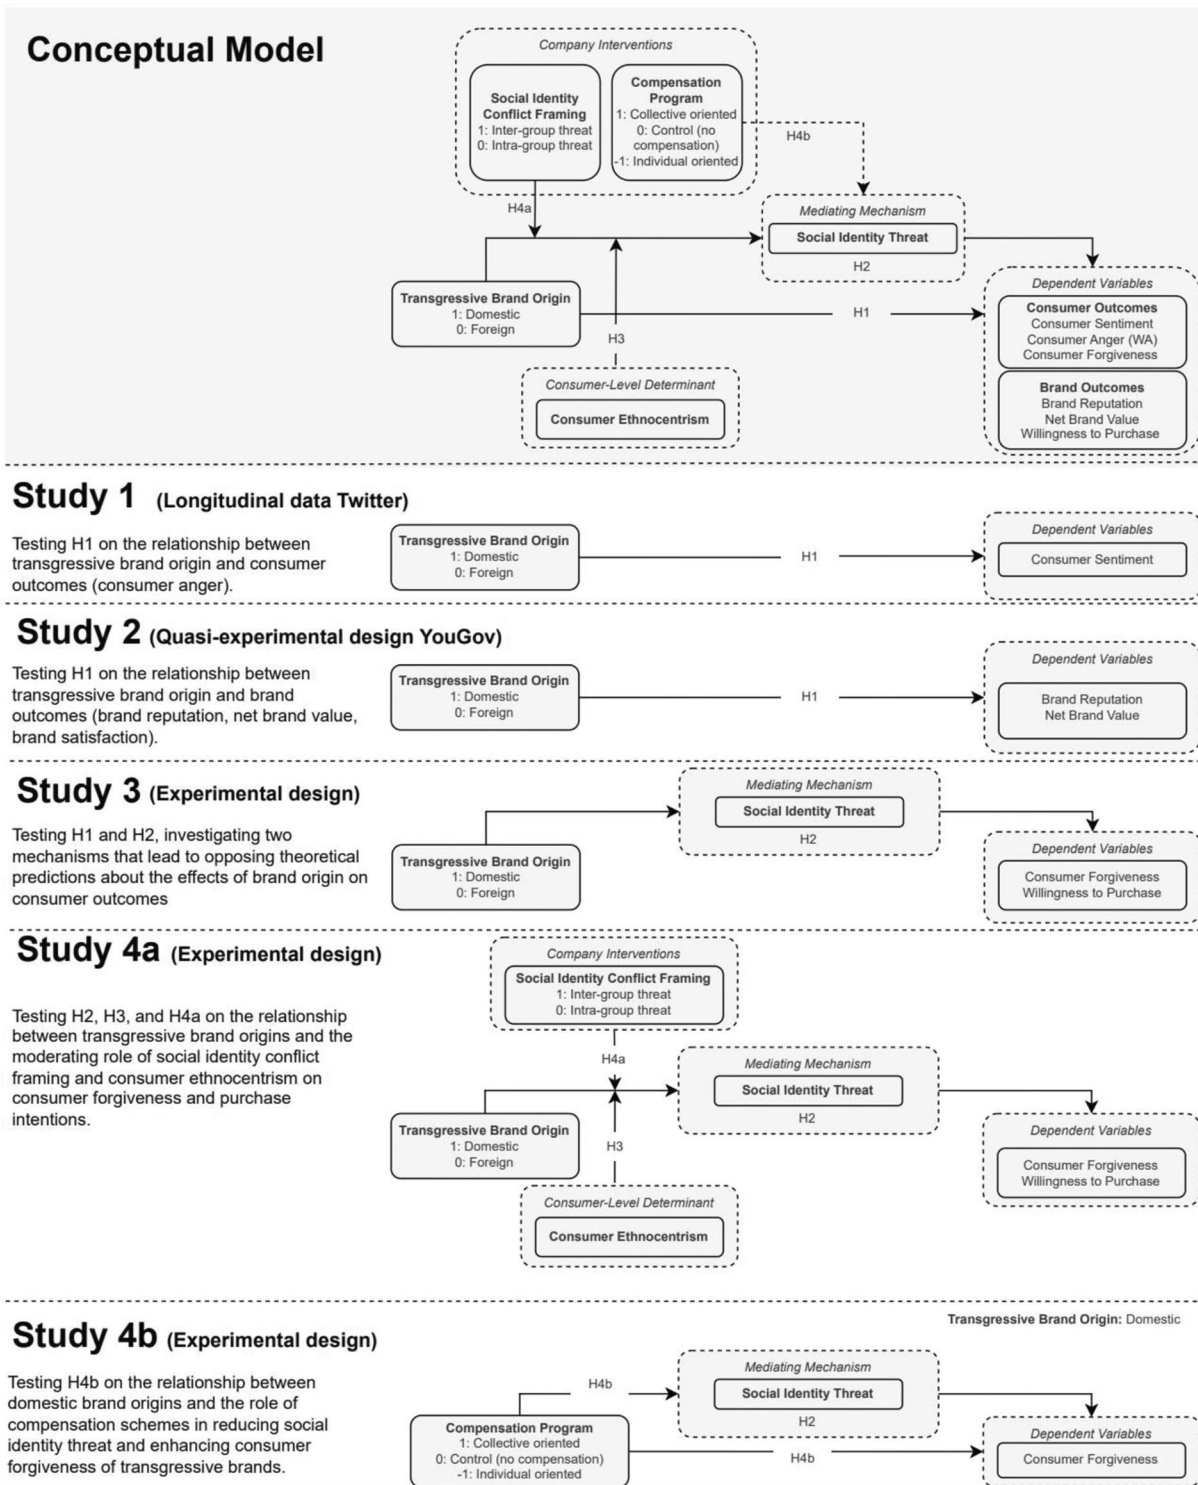 Conceptual Model
Company Interventions
Social Identity
Conflict Framing
1: Inter-group threat
0: Intra-group threat
Compensation
Program
1: Collective oriented
0: Control (no
compensation)
-1: Individual oriented
H4b
H4a
Mediating Mechanism
Social Identity Threat
H2
Transgressive Brand Origin
1: Domestic
0: Foreign
H1
H3
Dependent Variables
Consumer Outcomes
Consumer Sentiment
Consumer Anger (WA)
Consumer Forgiveness
Brand Outcomes
Brand Reputation
Net Brand Value
Willingness to Purchase
Consumer-Level Determinant
Consumer Ethnocentrism
Study 1 (Longitudinal data Twitter)
Testing H1 on the relationship between
transgressive brand origin and consumer
outcomes (consumer anger).
Transgressive Brand Origin
1: Domestic
0: Foreign
H1
Dependent Variables
Consumer Sentiment
Study 2 (Quasi-experimental design YouGov)
Testing H1 on the relationship between
transgressive brand origin and brand
outcomes (brand reputation, net brand value,
brand satisfaction).
Transgressive Brand Origin
1: Domestic
0: Foreign
H1
Dependent Variables
Brand Reputation
Net Brand Value
Study 3 (Experimental design)
Testing H1 and H2, investigating two
mechanisms that lead to opposing theoretical
predictions about the effects of brand origin on
consumer outcomes
Mediating Mechanism
Social Identity Threat
H2
Transgressive Brand Origin
1: Domestic
0: Foreign
Dependent Variables
Consumer Forgiveness
Willingness to Purchase
Study 4a (Experimental design)
Testing H2, H3, and H4a on the relationship
between transgressive brand origins and the
moderating role of social identity conflict
framing and consumer ethnocentrism on
consumer forgiveness and purchase
intentions.
Company Interventions
Social Identity Conflict Framing
1: Inter-group threat
0: Intra-group threat
H4a
Mediating Mechanism
Social Identity Threat
H2
Transgressive Brand Origin
1: Domestic
0: Foreign
H3
Dependent Variables
Consumer Forgiveness
Willingness to Purchase
Consumer-Level Determinant
Consumer Ethnocentrism
Transgressive Brand Origin: Domestic
Study 4b (Experimental design)
Testing H4b on the relationship between
domestic brand origins and the role of
compensation schemes in reducing social
identity threat and enhancing consumer
forgiveness of transgressive brands.
H4b
Mediating Mechanism
Social Identity Threat
H2
Compensation Program
1: Collective oriented
0: Control (no compensation)
-1: Individual oriented
H4b
Dependent Variables
Consumer Forgiveness